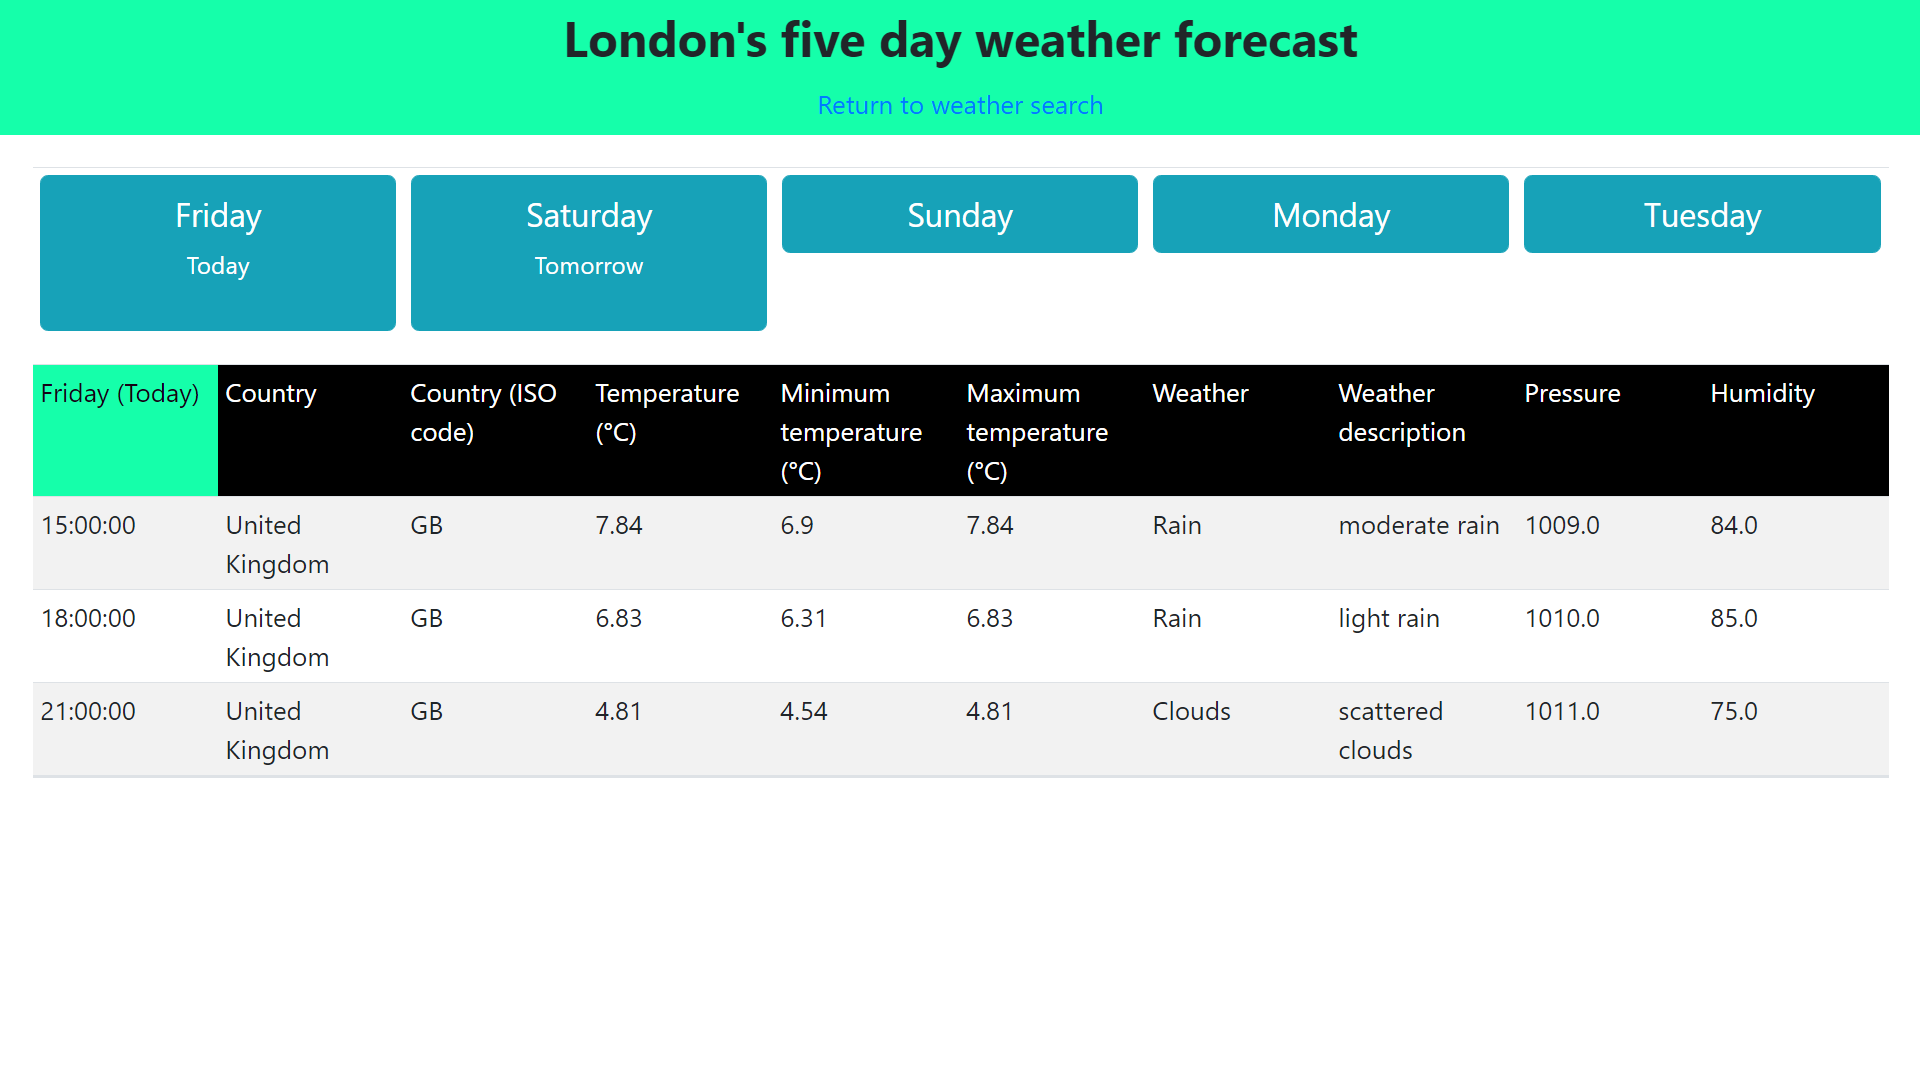 London's five day weather forecast
Return to weather search
Friday Saturday Sunday Monday Tuesday
Today Tomorrow
Friday (Today) Country Country (ISO Temperature Minimum Maximum Weather Weather Pressure Humidity
code) (°C) temperature temperature description
(°C) (°C)
15:00:00 United GB 7.84 6.9 7.84 Rain moderate rain 1009.0 84.0
Kingdom
18:00:00 United GB 6.83 6.31 6.83 Rain light rain 1010.0 85.0
Kingdom
21:00:00 United GB 4.81 4.54 4.81 Clouds scattered 1011.0 75.0
Kingdom clouds